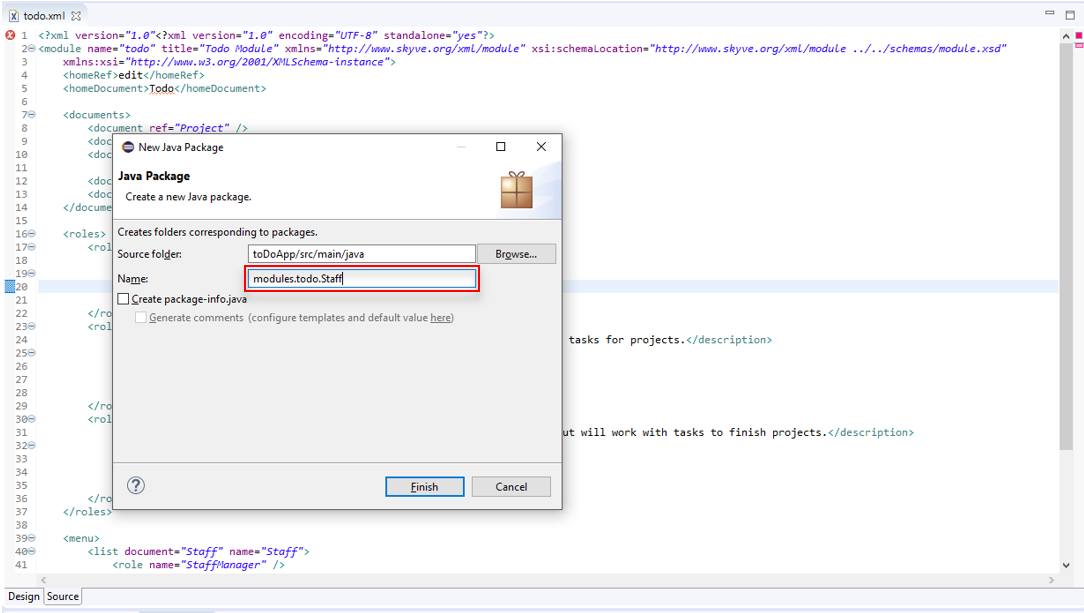 todo.xml
1 <?xml version="1.0"<?xml version="1.0" encoding="UTF-8" standalone="yes"?>
2 <module name="todo" title="Todo Module" xmlns="http://www.skyve.org/xml/module" xsi:schemaLocation="http://www.skyve.org/xml/module ../../schemas/module.xsd"
3 xmlns:xsi="http://www.w3.org/2001/XMLSchema-instance">
4 <homeRef>edit</homeRef>
5 <homeDocument>Todo</homeDocument>
6
7 <documents>
8 <document ref="Project" />
9 <doc
10 <doc
11
12 <doc
13 <doc
14 </docume
15
16 <roles>
17 <rol
18
19
20
21
22 </ro
23 <rol
24 tasks for projects.</description>
25
26
27
28
29 </ro
30 <rol
31 ut will work with tasks to finish projects.</description>
32
33
34
35
36 </ro
37 </roles>
38
39 <menu>
40 <list document="Staff" name="Staff">
41 <role name="StaffManager" />
New Java Package
Java Package
Create a new Java package.
Creates folders corresponding to packages.
Source folder: toDoApp/src/main/java Browse...
Name: modules.todo.Staff
Create package-info.java
Generate comments (configure templates and default value here)
? Finish Cancel
Design Source